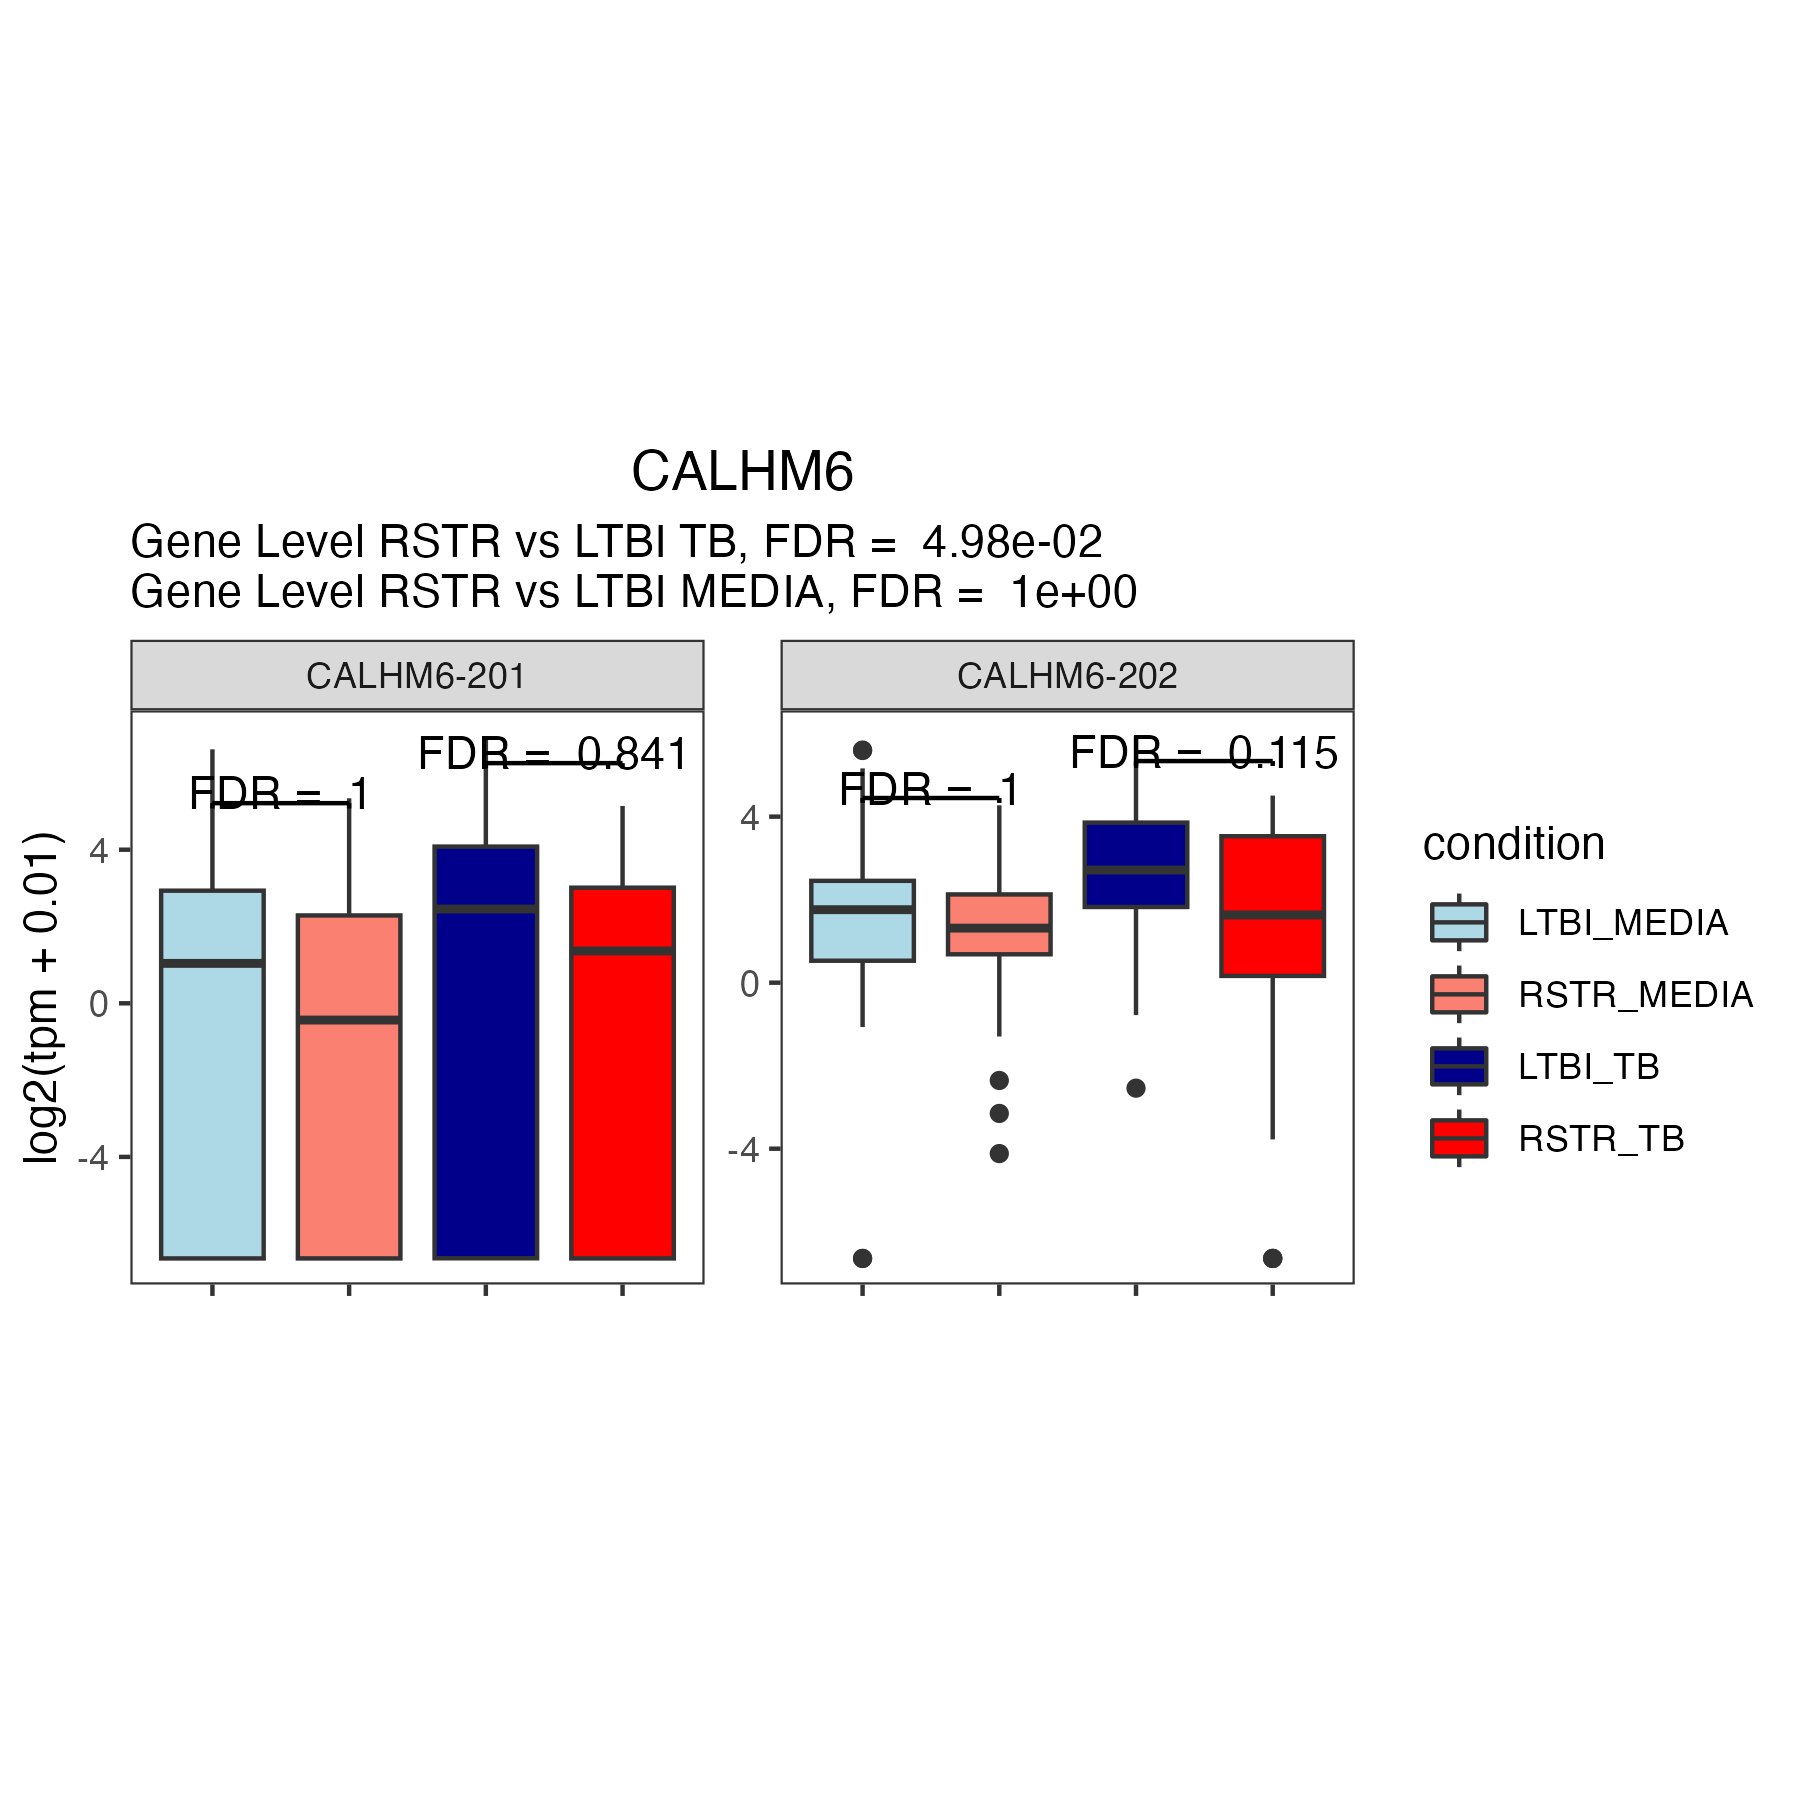 CALHM6
Gene Level RSTR vs LTBI TB, FDR =  4.98e-02
Gene Level RSTR vs LTBI MEDIA, FDR =  1e+00
CALHM6-201
CALHM6-202
FDR =  1
FDR =  0.841
FDR =  1
FDR =  0.115
log2(tpm + 0.01)
4
0
-4
4
0
-4
condition
LTBI_MEDIA
RSTR_MEDIA
LTBI_TB
RSTR_TB